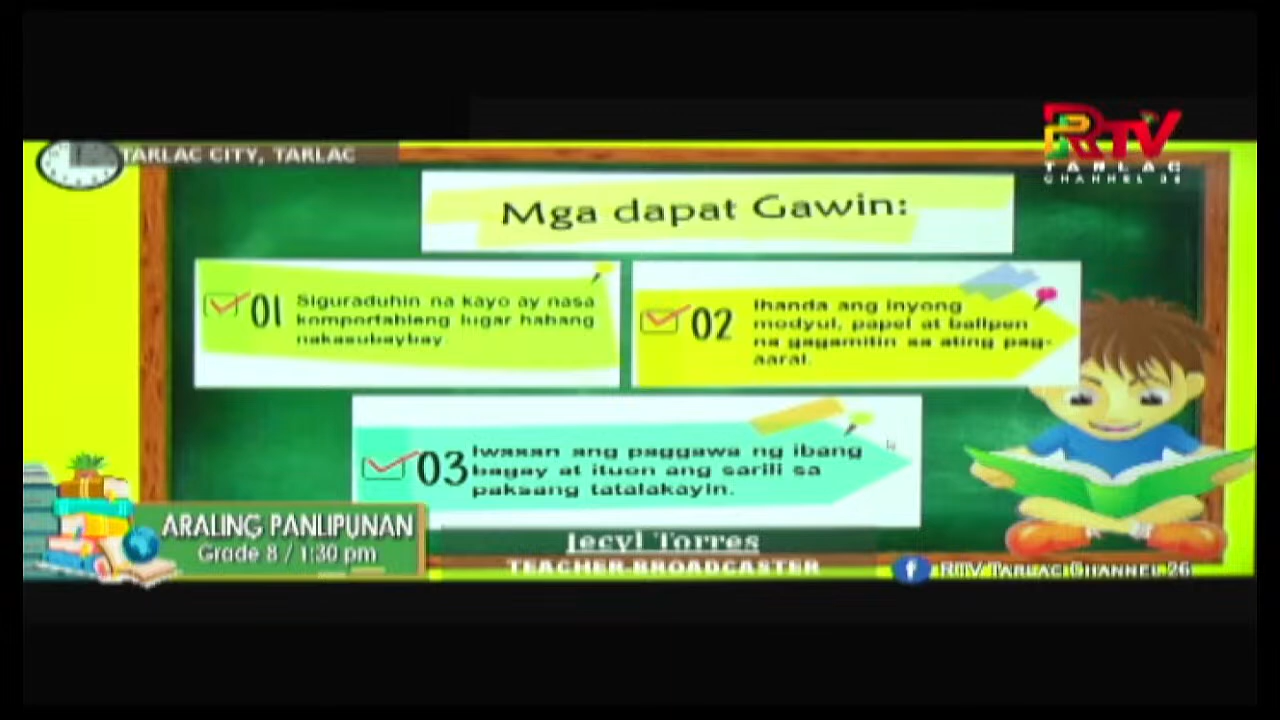 TARLAC CITY, TARLAC
RTV
TARLAC
CHANNEL 26
Mga dapat Gawin:
01
Siguraduhin na kayo ay nasa
komportableng lugar habang
nakasubaybay.
02
Ihanda ang inyong
modyul, papel at ballpen
na gagamitin sa ating pag-
aaral.
03
Iwasan ang paggawa ng ibang
bagay at ituon ang sarili sa
paksang tatalakayin.
ARALING PANLIPUNAN
Grade 8 / 1:30 pm
Jecyl Torres
TEACHER-BROADCASTER
f RTV TARLAC CHANNEL 26